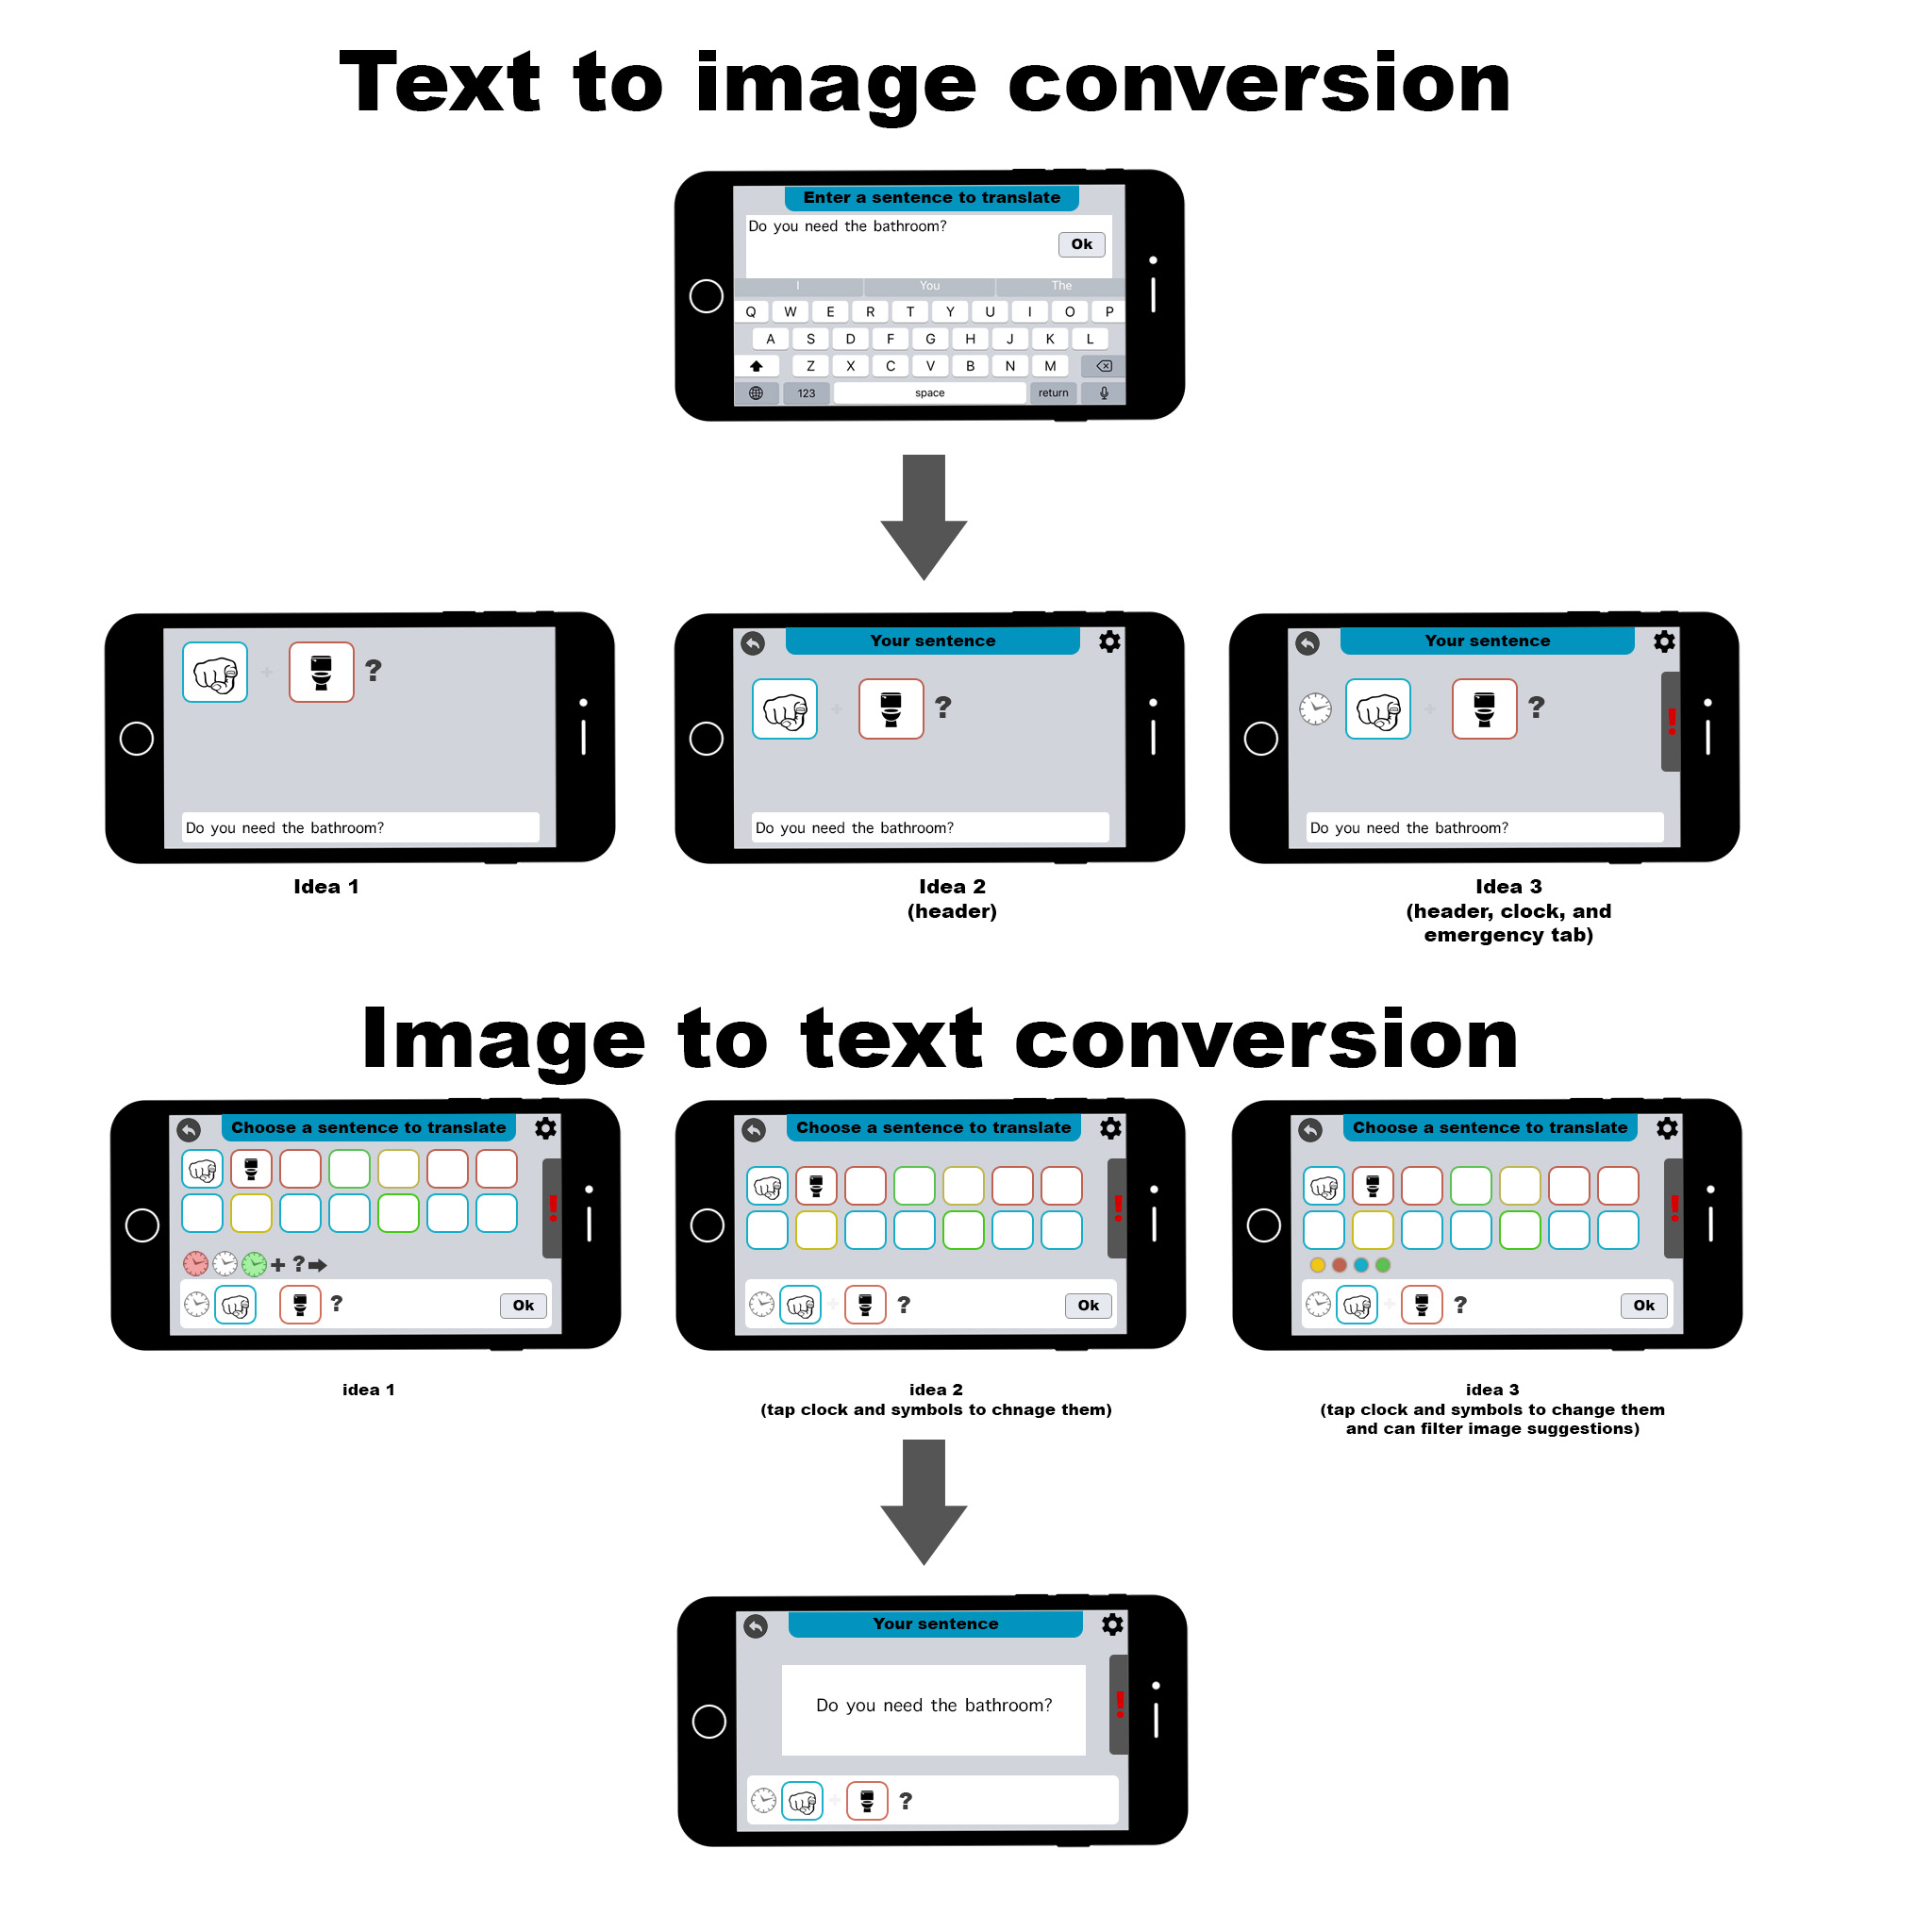 Text to image conversion
Enter a sentence to translate
Do you need the bathroom?
Ok
I You The
Q W E R T Y U I O P
A S D F G H J K L
Z X C V B N M
123 space return
?
Do you need the bathroom?
Idea 1
Your sentence
?
Do you need the bathroom?
Idea 2
(header)
Your sentence
?
!
Do you need the bathroom?
Idea 3
(header, clock, and
emergency tab)
Image to text conversion
Choose a sentence to translate
!
+ ?
?
Ok
idea 1
Choose a sentence to translate
!
?
Ok
idea 2
(tap clock and symbols to chnage them)
Choose a sentence to translate
!
?
Ok
idea 3
(tap clock and symbols to change them
and can filter image suggestions)
Your sentence
Do you need the bathroom?
!
?